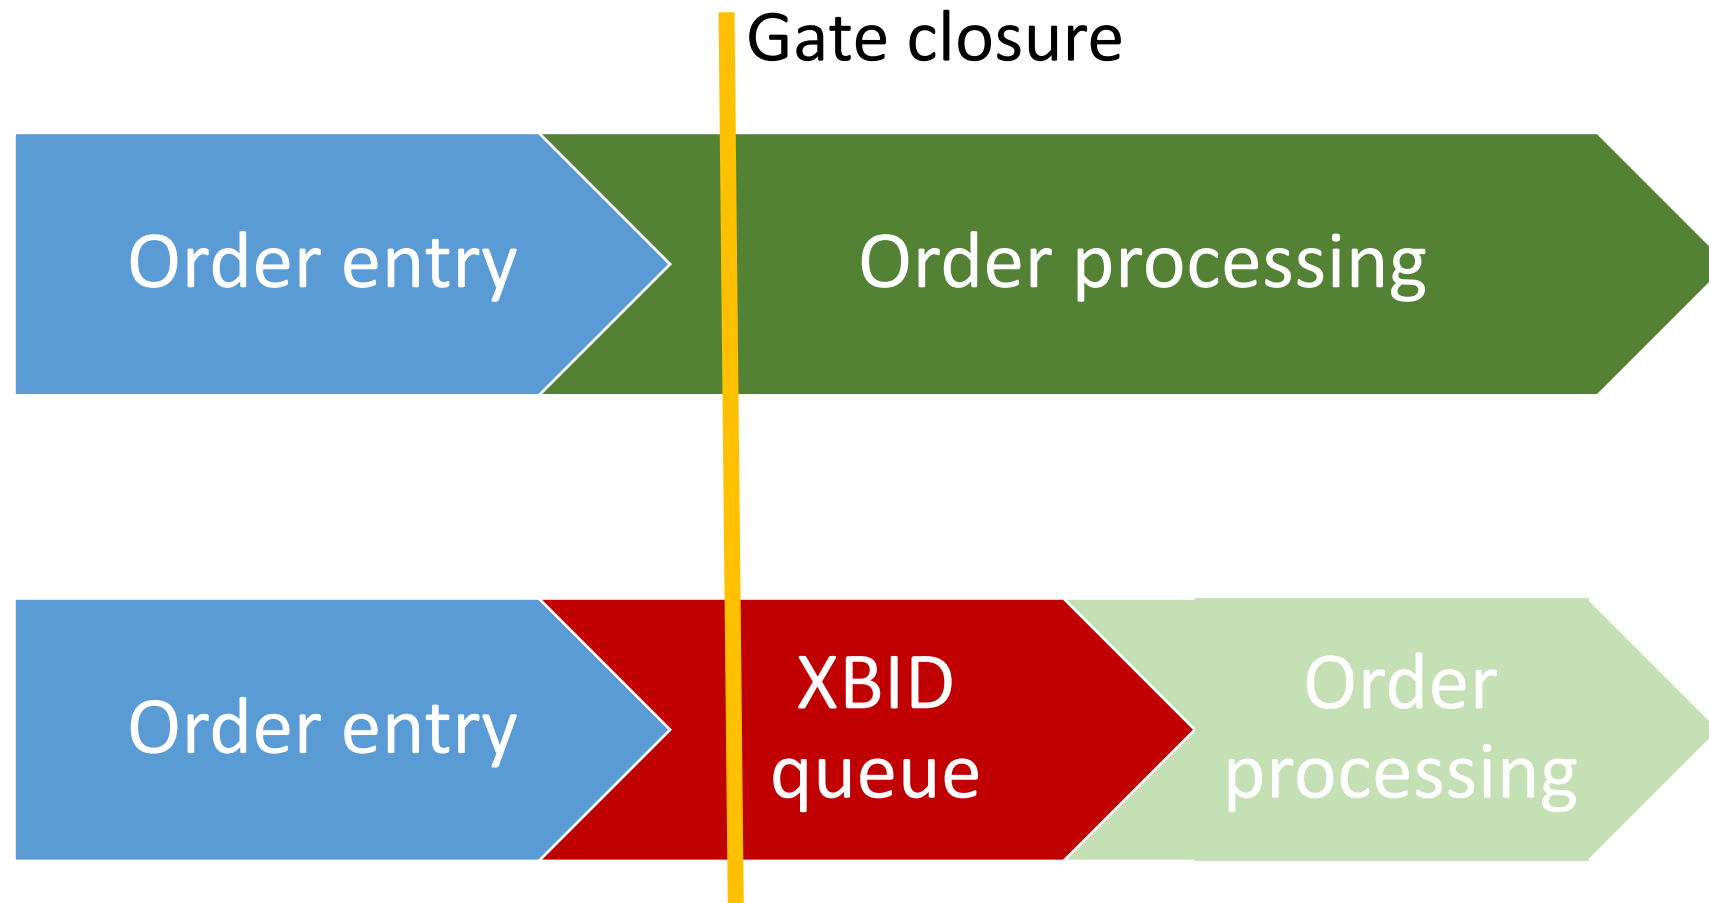 Gate closure
Order entry
Order processing
Order entry
XBID
queue
Order
processing